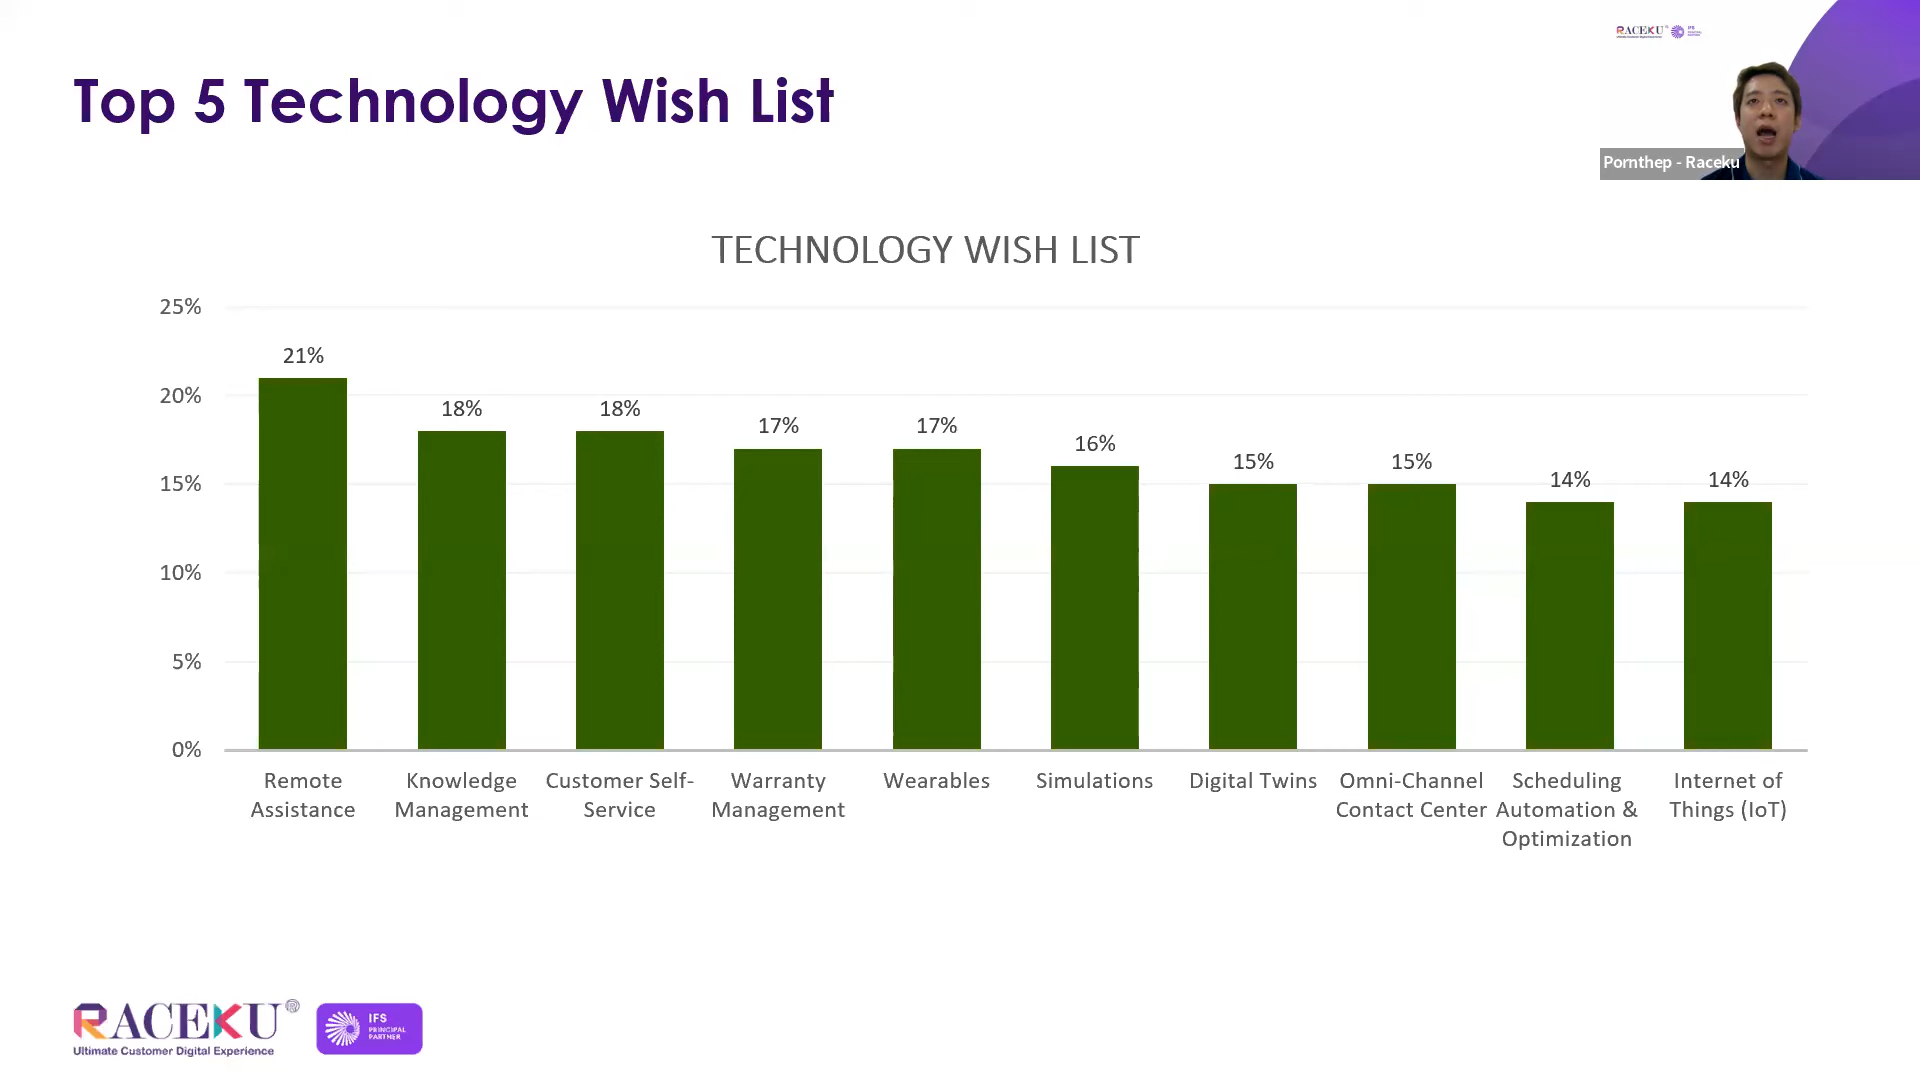 RACEKU
IFS
Top 5 Technology Wish List
Pornthep - Raceku
TECHNOLOGY WISH LIST
25%
20%
15%
10%
5%
0%
21%
18%
18%
17%
17%
16%
15%
15%
14%
14%
Remote
Assistance
Knowledge
Management
Customer Self-
Service
Warranty
Management
Wearables
Simulations
Digital Twins
Omni-Channel
Contact Center
Scheduling
Automation &
Optimization
Internet of
Things (IoT)
RACEKU®
Ultimate Customer Digital Experience
IFS
PRINCIPAL
PARTNER